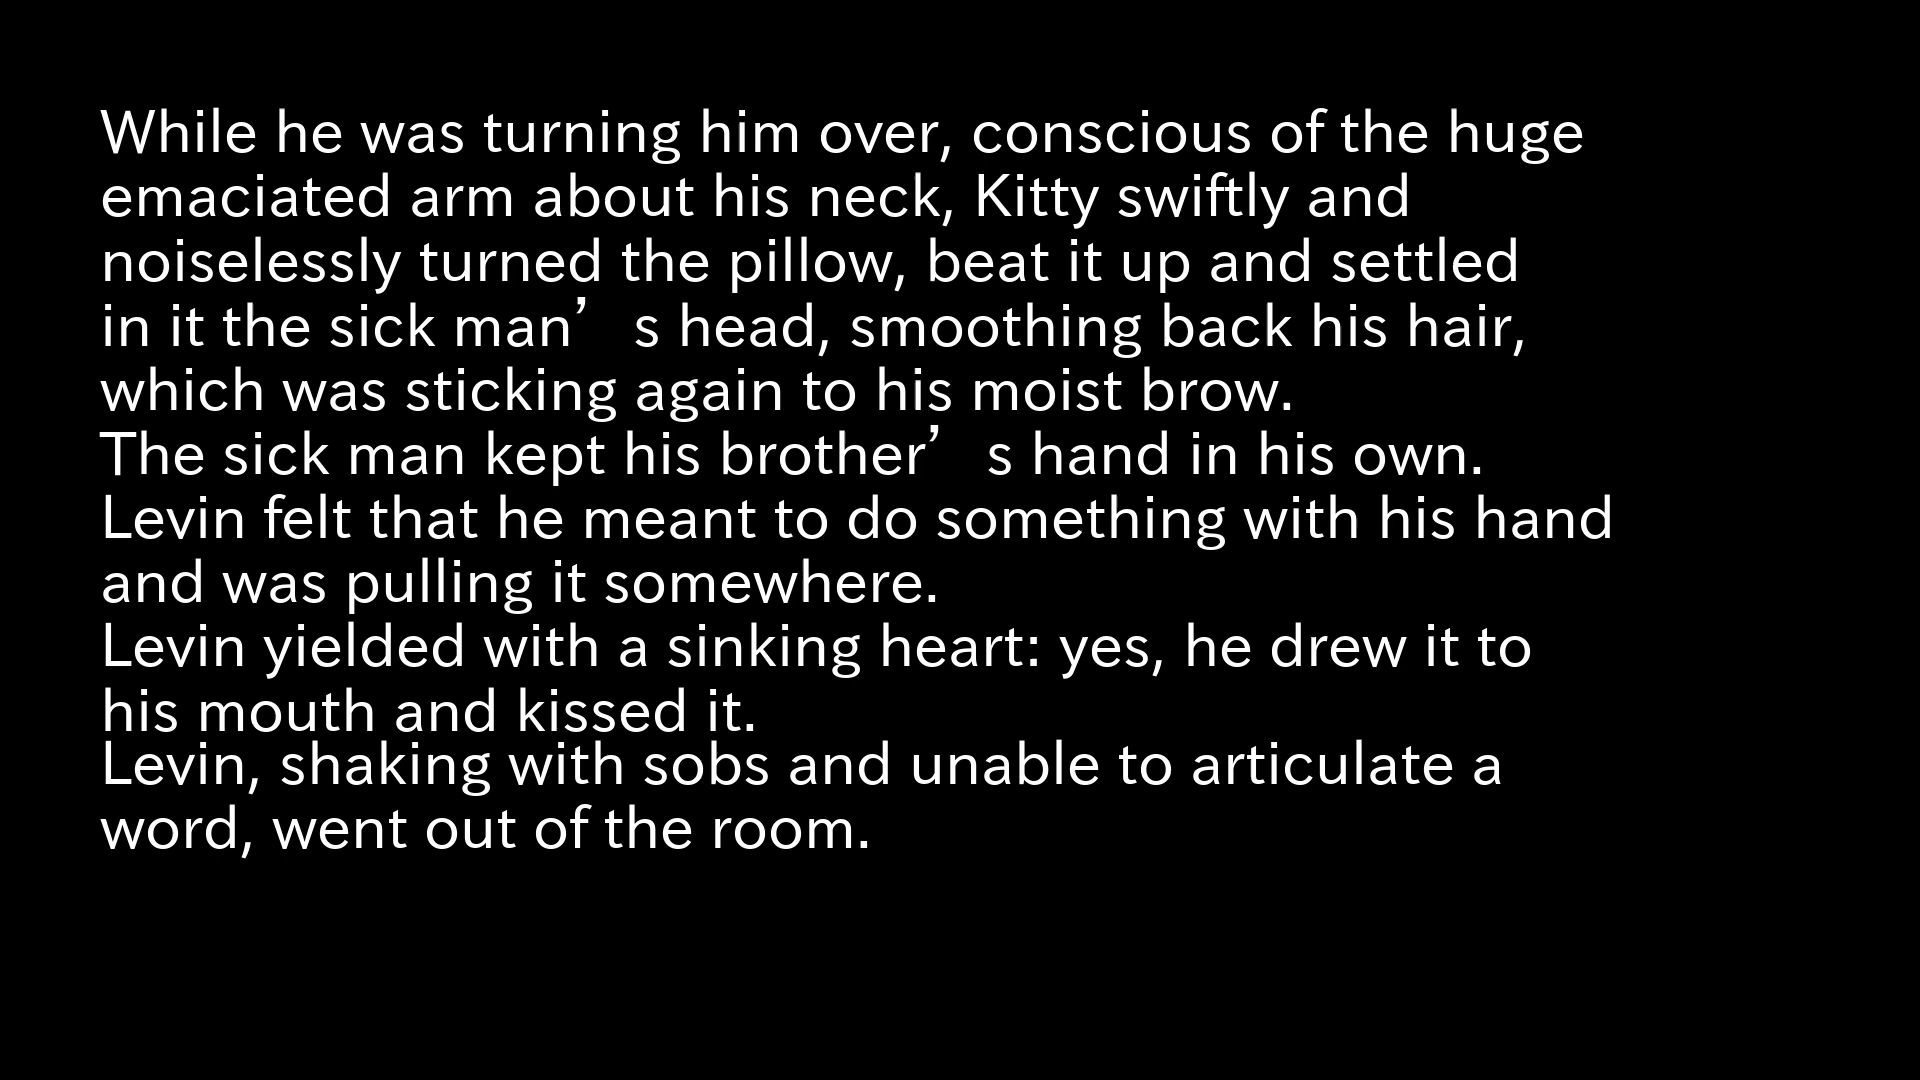 While he was turning him over, conscious of the huge
emaciated arm about his neck, Kitty swiftly and
noiselessly turned the pillow, beat it up and settled
in it the sick man’s head, smoothing back his hair,
which was sticking again to his moist brow.
The sick man kept his brother’s hand in his own.
Levin felt that he meant to do something with his hand
and was pulling it somewhere.
Levin yielded with a sinking heart: yes, he drew it to
his mouth and kissed it.
Levin, shaking with sobs and unable to articulate a
word, went out of the room.